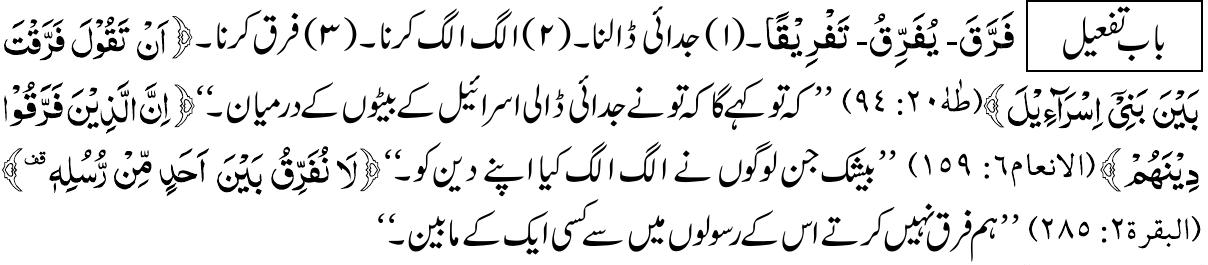 باب تفعیل فَرَّقَ۔ یُفَرِّقُ۔ تَفْرِیْقًا۔(۱) جدائی ڈالنا۔(۲) الگ الگ کرنا۔(۳) فرق کرنا۔﴿ اَنْ تَقُوْلَ فَرَّقْتَ
بَیْنَ بَنِیْۤ اِسْرَآءِیْلَ﴾(طٰہٰ۲۰: ۹۴) ’’کہ تو کہے گا کہ تو نے جدائی ڈالی اسرائیل کے بیٹوں کے درمیان۔‘‘﴿ اِنَّ الَّذِیْنَ فَرَّقُوْا
دِیْنَهُمْ﴾(الانعام۶: ۱۵۹) ’’بیشک جن لوگوں نے الگ الگ کیا اپنے دین کو۔‘‘﴿لَا نُفَرِّقُ بَیْنَ اَحَدٍ مِّنْ رُّسُلِهٖ قف﴾
(البقرۃ۲: ۲۸۵) ’’ہم فرق نہیں کرتے اس کے رسولوں میں سے کسی ایک کے مابین۔‘‘